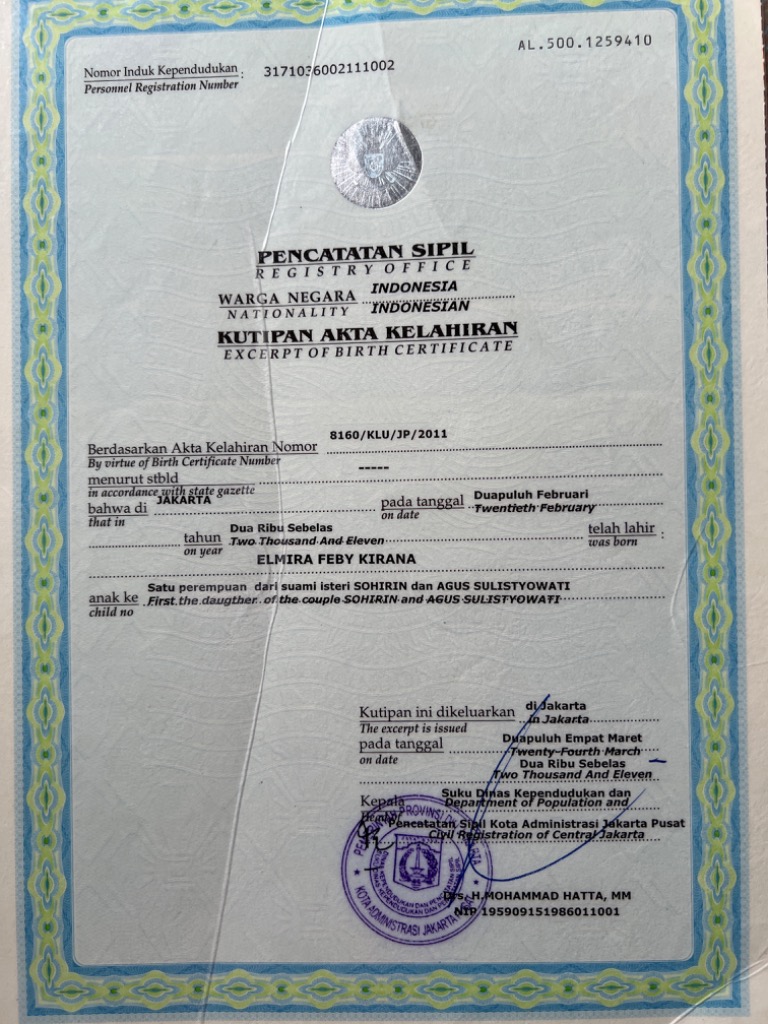 AL.500.1259410
Nomor Induk Kependudukan : 3171036002111002
Personnel Registration Number
PENCATATAN SIPIL
REGISTRY OFFICE
WARGA NEGARA INDONESIA
NATIONALITY INDONESIAN
KUTIPAN AKTA KELAHIRAN
EXCERPT OF BIRTH CERTIFICATE
Berdasarkan Akta Kelahiran Nomor 8160/KLU/JP/2011
By virtue of Birth Certificate Number
menurut stbld -----
in accordance with state gazette
bahwa di JAKARTA pada tanggal Duapuluh Februari
that in on date Twentieth February
tahun Dua Ribu Sebelas telah lahir :
on year Two Thousand And Eleven was born
ELMIRA FEBY KIRANA
anak ke Satu perempuan dari suami isteri SOHIRIN dan AGUS SULISTYOWATI
child no First the daugther of the couple SOHIRIN and AGUS SULISTYOWATI
Kutipan ini dikeluarkan di Jakarta
The excerpt is issued in Jakarta
pada tanggal Duapuluh Empat Maret
on date Twenty-Fourth March
Dua Ribu Sebelas
Two Thousand And Eleven
Kepala Suku Dinas Kependudukan dan
Department of Population and
Pencatatan Sipil Kota Administrasi Jakarta Pusat
Civil Registration of Central Jakarta
KOTA ADMINISTRASI JAKARTA
Drs. H.MOHAMMAD HATTA, MM
NIP 195909151986011001